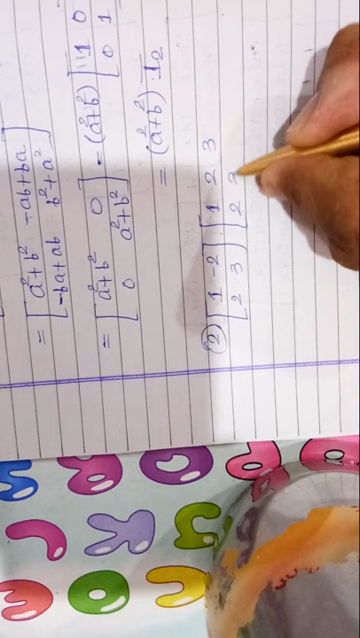 = [ a²+b² -ab+ba
-ba+ab b²+a² ]
= [ a²+b² 0
0 a²+b² ] = (a²+b²) [ 1 0
0 1
= (a²+b²) I₂
(2) [ 1 -2
2 3 ] · [ 1 2 3
2 3